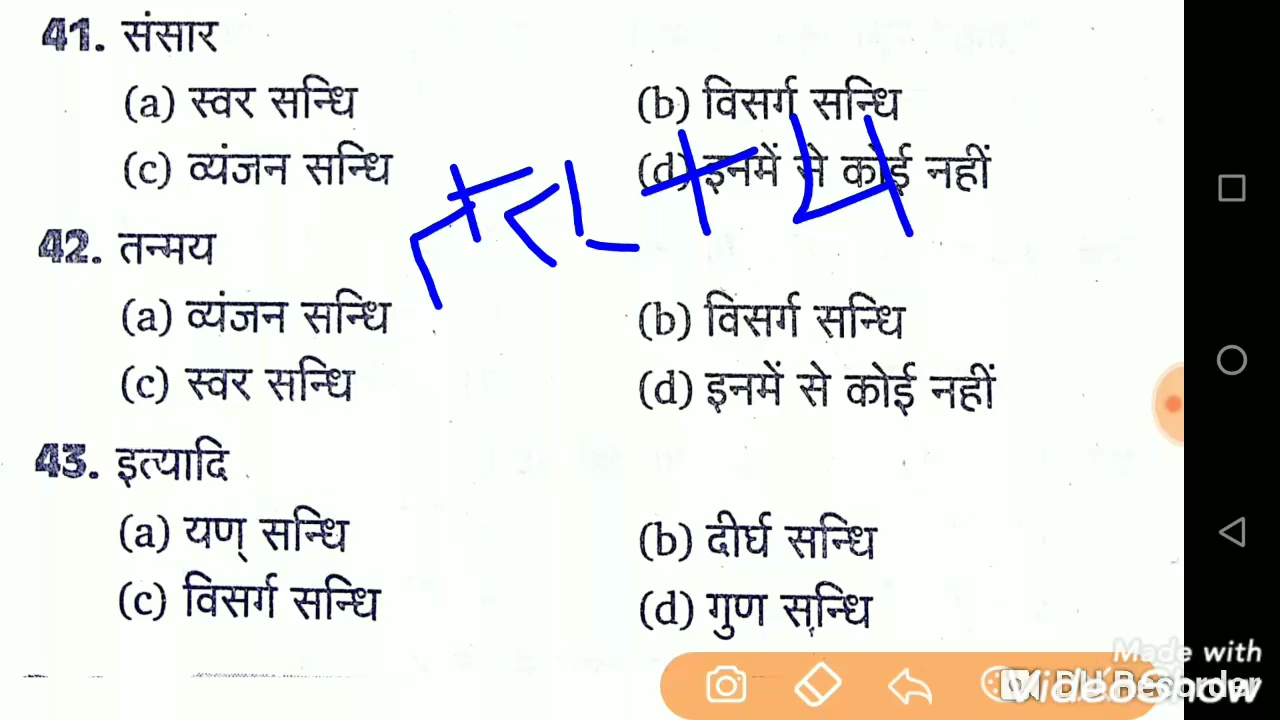 41. संसार
(a) स्वर सन्धि (b) विसर्ग सन्धि
(c) व्यंजन सन्धि (d) इनमें से कोई नहीं
42. तन्मय
(a) व्यंजन सन्धि (b) विसर्ग सन्धि
(c) स्वर सन्धि (d) इनमें से कोई नहीं
43. इत्यादि
(a) यण् सन्धि (b) दीर्घ सन्धि
(c) विसर्ग सन्धि (d) गुण सन्धि
Made with